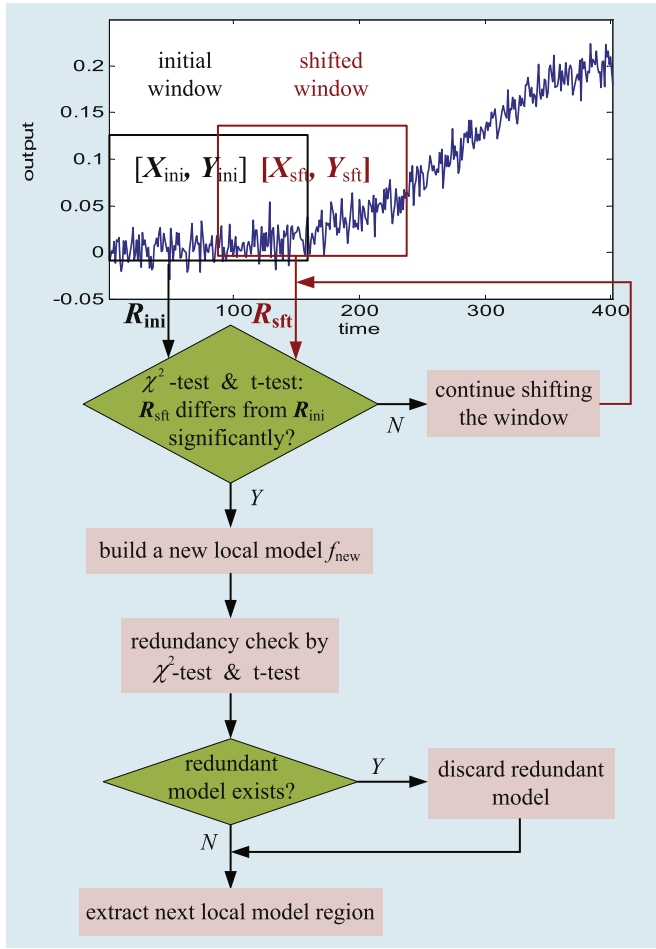 initial
window
shifted
window
0.2
0.15
0.1
0.05
0
-0.05
output
[Xini, Yini]
[Xsft, Ysft]
100
200
300
400
time
Rini
Rsft
χ²-test & t-test:
Rsft differs from Rini
significantly?
N
continue shifting
the window
Y
build a new local model fnew
redundancy check by
χ²-test & t-test
redundant
model exists?
Y
discard redundant
model
N
extract next local model region